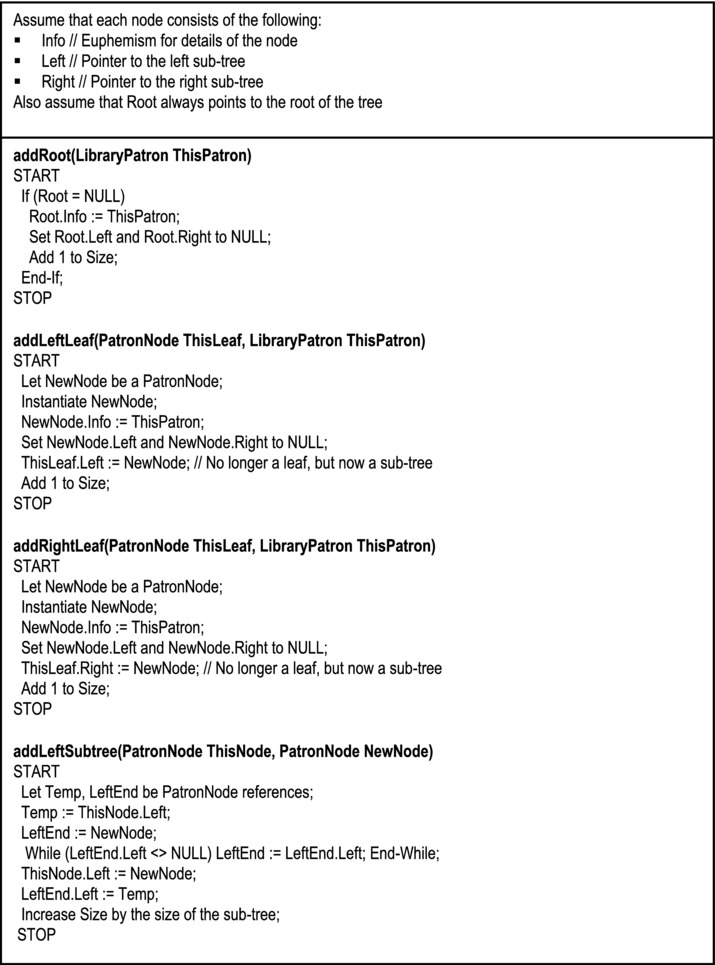 Assume that each node consists of the following:
▪ Info // Euphemism for details of the node
▪ Left // Pointer to the left sub-tree
▪ Right // Pointer to the right sub-tree
Also assume that Root always points to the root of the tree
addRoot(LibraryPatron ThisPatron)
START
If (Root = NULL)
Root.Info := ThisPatron;
Set Root.Left and Root.Right to NULL;
Add 1 to Size;
End-If;
STOP
addLeftLeaf(PatronNode ThisLeaf, LibraryPatron ThisPatron)
START
Let NewNode be a PatronNode;
Instantiate NewNode;
NewNode.Info := ThisPatron;
Set NewNode.Left and NewNode.Right to NULL;
ThisLeaf.Left := NewNode; // No longer a leaf, but now a sub-tree
Add 1 to Size;
STOP
addRightLeaf(PatronNode ThisLeaf, LibraryPatron ThisPatron)
START
Let NewNode be a PatronNode;
Instantiate NewNode;
NewNode.Info := ThisPatron;
Set NewNode.Left and NewNode.Right to NULL;
ThisLeaf.Right := NewNode; // No longer a leaf, but now a sub-tree
Add 1 to Size;
STOP
addLeftSubtree(PatronNode ThisNode, PatronNode NewNode)
START
Let Temp, LeftEnd be PatronNode references;
Temp := ThisNode.Left;
LeftEnd := NewNode;
While (LeftEnd.Left <> NULL) LeftEnd := LeftEnd.Left; End-While;
ThisNode.Left := NewNode;
LeftEnd.Left := Temp;
Increase Size by the size of the sub-tree;
STOP